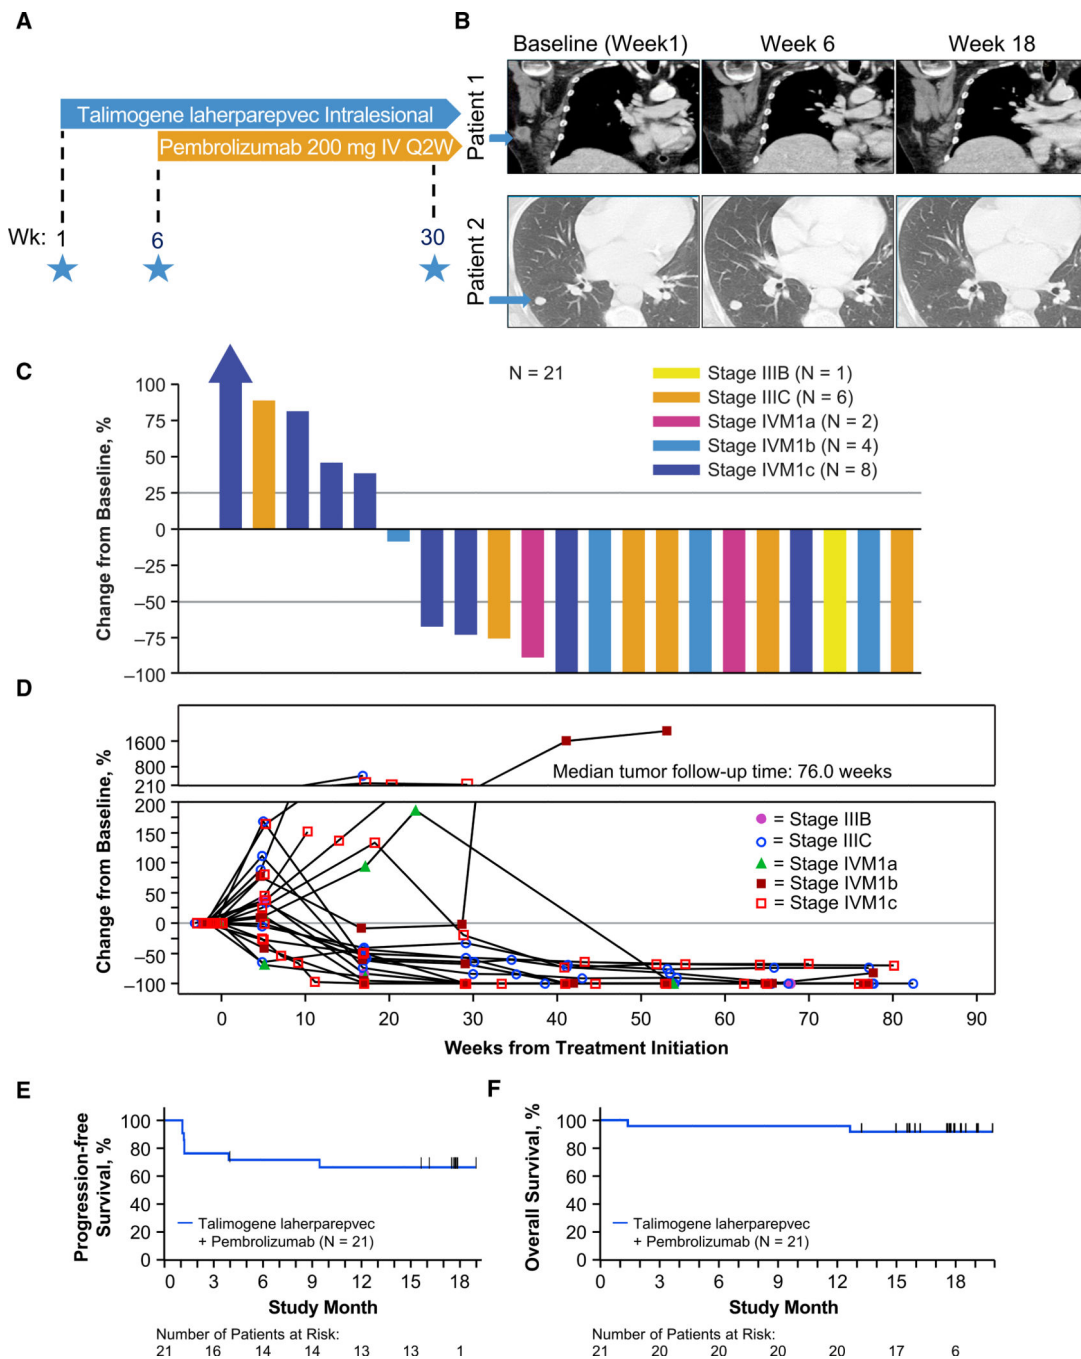 A
Talimogene laherparepvec Intralesional
Pembrolizumab 200 mg IV Q2W
Wk: 1 6 30
B
Baseline (Week1) Week 6 Week 18
Patient 1
Patient 2
C
N = 21
Stage IIIB (N = 1)
Stage IIIC (N = 6)
Stage IVM1a (N = 2)
Stage IVM1b (N = 4)
Stage IVM1c (N = 8)
Change from Baseline, %
100
75
50
25
0
–25
–50
–75
–100
D
Change from Baseline, %
1600
800
210
200
150
100
50
0
–50
–100
Median tumor follow-up time: 76.0 weeks
= Stage IIIB
= Stage IIIC
= Stage IVM1a
= Stage IVM1b
= Stage IVM1c
0 10 20 30 40 50 60 70 80 90
Weeks from Treatment Initiation
E
Progression-free
Survival, %
100
80
60
40
20
0
Talimogene laherparepvec
+ Pembrolizumab (N = 21)
0 3 6 9 12 15 18
Study Month
Number of Patients at Risk:
21 16 14 14 13 13 1
F
Overall Survival, %
100
80
60
40
20
0
Talimogene laherparepvec
+ Pembrolizumab (N = 21)
0 3 6 9 12 15 18
Study Month
Number of Patients at Risk:
21 20 20 20 20 17 6